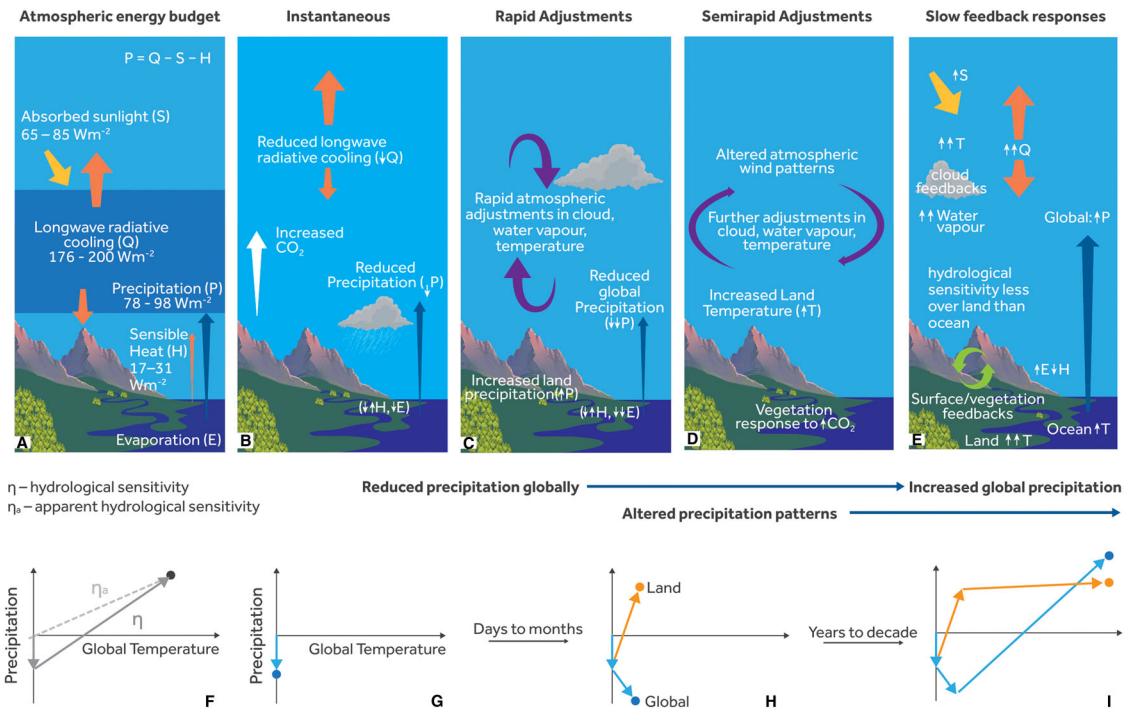 Atmospheric energy budget
P = Q – S – H
Absorbed sunlight (S)
65 – 85 Wm⁻²
Longwave radiative
cooling (Q)
176 - 200 Wm⁻²
Precipitation (P)
78 - 98 Wm⁻²
Sensible
Heat (H)
17–31
Wm⁻²
Evaporation (E)
A
Instantaneous
Reduced longwave
radiative cooling (↓Q)
Increased
CO₂
Reduced
Precipitation (↓P)
(↓↑H,↓E)
B
Rapid Adjustments
Rapid atmospheric
adjustments in cloud,
water vapour,
temperature
Reduced
global
Precipitation
(↓↓P)
Increased land
precipitation(↑P)
(↓↑H,↓↓E)
C
Semirapid Adjustments
Altered atmospheric
wind patterns
Further adjustments in
cloud, water vapour,
temperature
Increased Land
Temperature (↑T)
Vegetation
response to ↑CO₂
D
Slow feedback responses
↑S
↑↑T
↑↑Q
cloud
feedbacks
↑↑ Water
vapour
Global:↑P
hydrological
sensitivity less
over land than
ocean
↑E↓H
Surface/vegetation
feedbacks
Ocean↑T
Land ↑↑T
E
η – hydrological sensitivity
ηₐ – apparent hydrological sensitivity
Reduced precipitation globally
Increased global precipitation
Altered precipitation patterns
Precipitation
ηₐ
η
Global Temperature
F
Precipitation
Global Temperature
G
Days to months
Land
Global
H
Years to decade
I